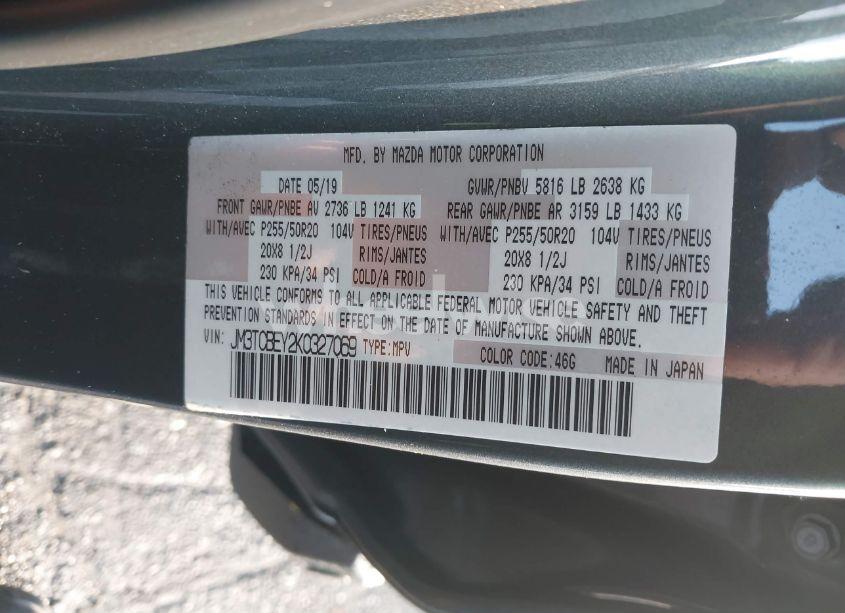 MFD. BY MAZDA MOTOR CORPORATION
DATE 05/19 GVWR/PNBV 5816 LB 2638 KG
FRONT GAWR/PNBE AV 2736 LB 1241 KG REAR GAWR/PNBE AR 3159 LB 1433 KG
WITH/AVEC P255/50R20 104V TIRES/PNEUS WITH/AVEC P255/50R20 104V TIRES/PNEUS
20X8 1/2J RIMS/JANTES 20X8 1/2J RIMS/JANTES
230 KPA/34 PSI COLD/A FROID 230 KPA/34 PSI COLD/A FROID
THIS VEHICLE CONFORMS TO ALL APPLICABLE FEDERAL MOTOR VEHICLE SAFETY AND THEFT
PREVENTION STANDARDS IN EFFECT ON THE DATE OF MANUFACTURE SHOWN ABOVE.
VIN: JM3TCBEY2K0327069 TYPE:MPV COLOR CODE:46G MADE IN JAPAN